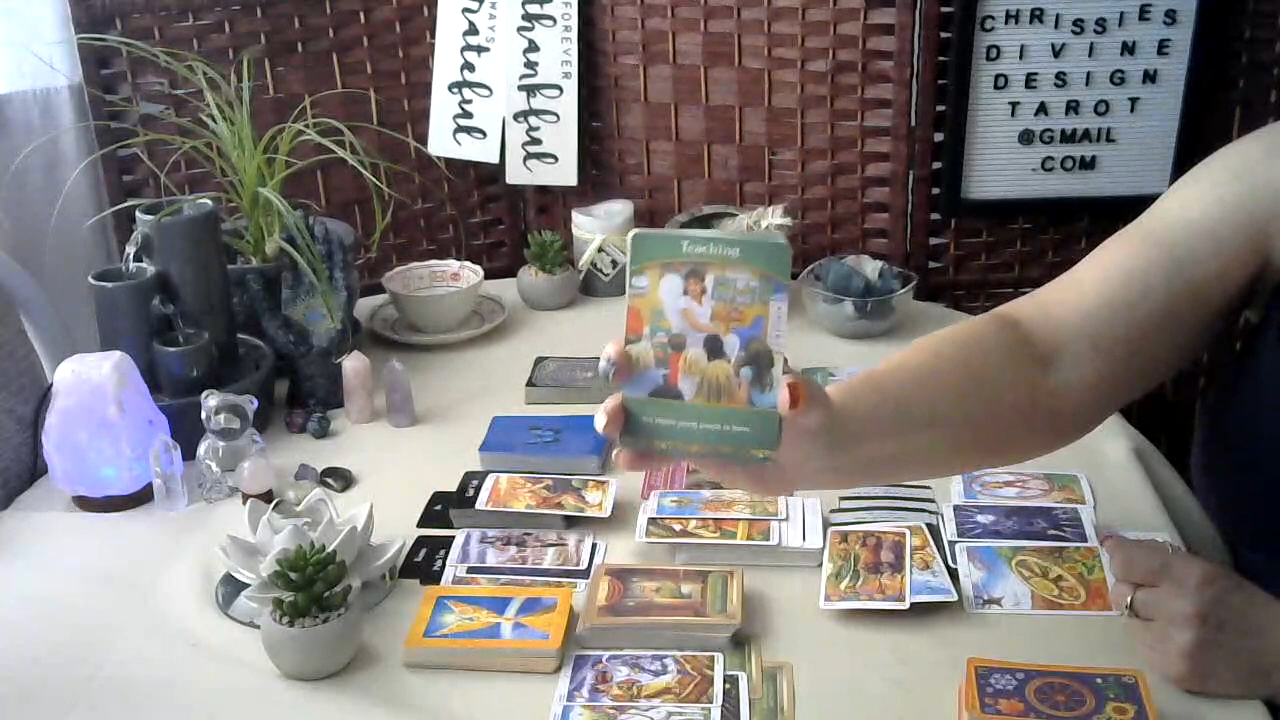 ALWAYS
grateful
FOREVER
thankful
CHRISSIES
DIVINE
DESIGN
TAROT
@GMAIL
.COM
Teaching